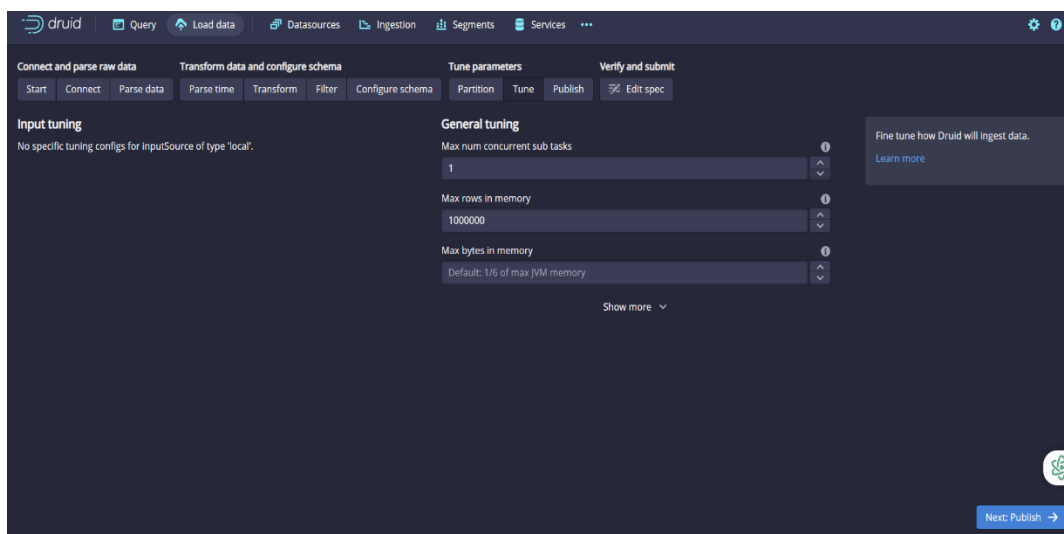 druid Query Load data Datasources Ingestion Segments Services
Connect and parse raw data Transform data and configure schema Tune parameters Verify and submit
Start Connect Parse data Parse time Transform Filter Configure schema Partition Tune Publish Edit spec
Input tuning
No specific tuning configs for inputSource of type 'local'.
General tuning
Max num concurrent sub tasks
1
Max rows in memory
1000000
Max bytes in memory
Default: 1/6 of max JVM memory
Show more
Fine tune how Druid will ingest data.
Learn more
Next: Publish